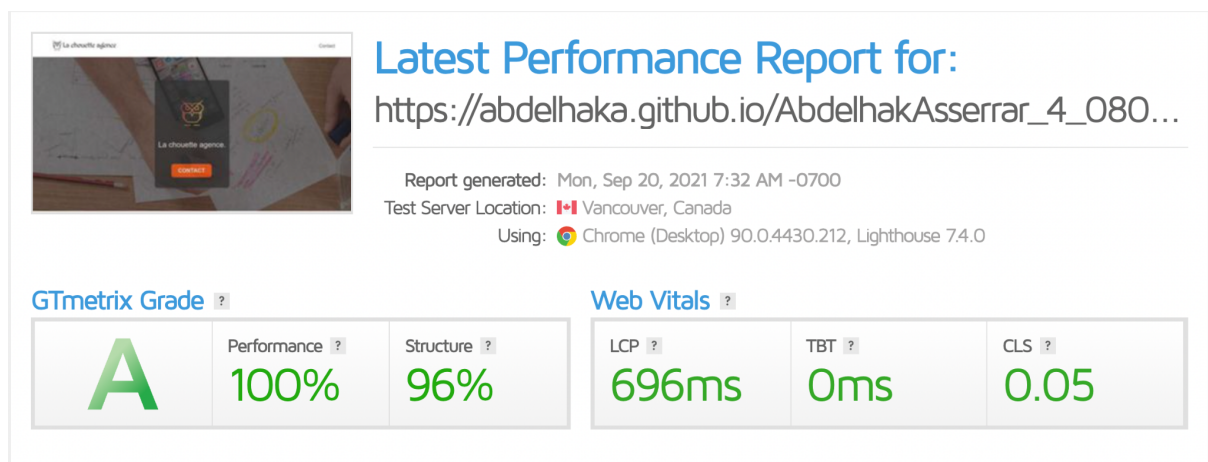 La chouette agence
Contact
La chouette agence.
CONTACT
Latest Performance Report for:
https://abdelhaka.github.io/AbdelhakAsserrar_4_080...
Report generated: Mon, Sep 20, 2021 7:32 AM -0700
Test Server Location: Vancouver, Canada
Using: Chrome (Desktop) 90.0.4430.212, Lighthouse 7.4.0
GTmetrix Grade ?
A
Performance ?
100%
Structure ?
96%
Web Vitals ?
LCP ?
696ms
TBT ?
0ms
CLS ?
0.05